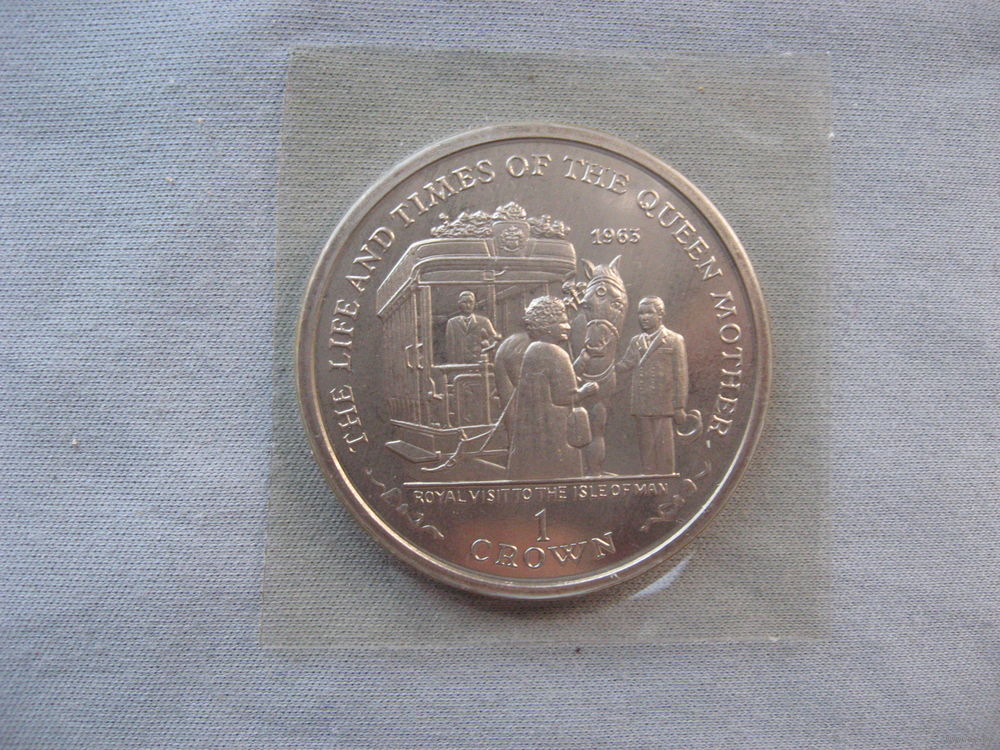 THE LIFE AND TIMES OF THE QUEEN MOTHER
1963
ROYAL VISIT TO THE ISLE OF MAN
1
CROWN